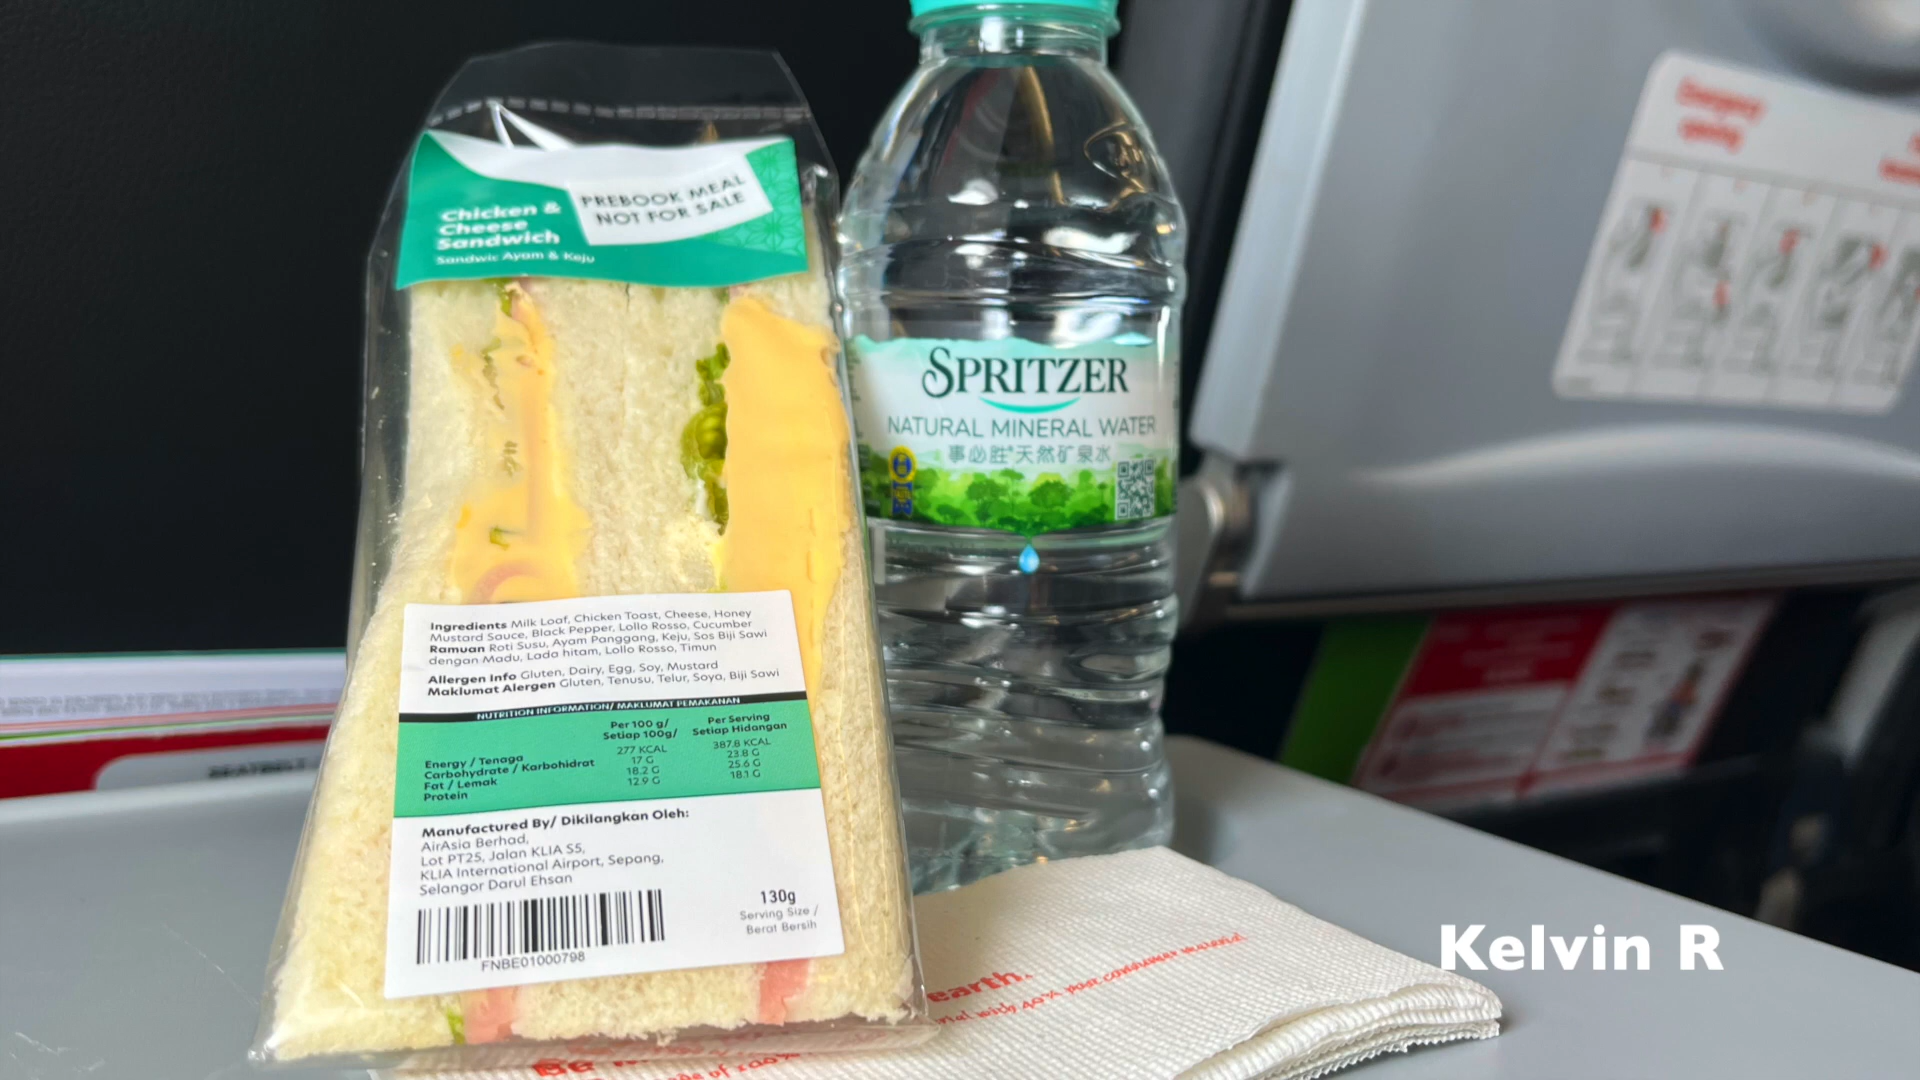 Chicken &
Cheese
Sandwich
Sandwic Ayam & Keju
PREBOOK MEAL
NOT FOR SALE
Ingredients Milk Loaf, Chicken Toast, Cheese, Honey
Mustard Sauce, Black Pepper, Lollo Rosso, Cucumber
Ramuan Roti Susu, Ayam Panggang, Keju, Sos Biji Sawi
dengan Madu, Lada hitam, Lollo Rosso, Timun
Allergen Info Gluten, Dairy, Egg, Soy, Mustard
Maklumat Alergen Gluten, Tenusu, Telur, Soya, Biji Sawi
NUTRITION INFORMATION/ MAKLUMAT PEMAKANAN
Per 100 g/ Per Serving
Setiap 100g/ Setiap Hidangan
Energy / Tenaga 277 KCAL 387.8 KCAL
Carbohydrate / Karbohidrat 17 G 23.8 G
Fat / Lemak 18.2 G 25.6 G
Protein 12.9 G 18.1 G
Manufactured By/ Dikilangkan Oleh:
AirAsia Berhad,
Lot PT25, Jalan KLIA S5,
KLIA International Airport, Sepang,
Selangor Darul Ehsan
FNBE01000798
130g
Serving Size /
Berat Bersih
SPRITZER
NATURAL MINERAL WATER
事必胜®天然矿泉水
earth.
with 40% post-consumer material
Kelvin R